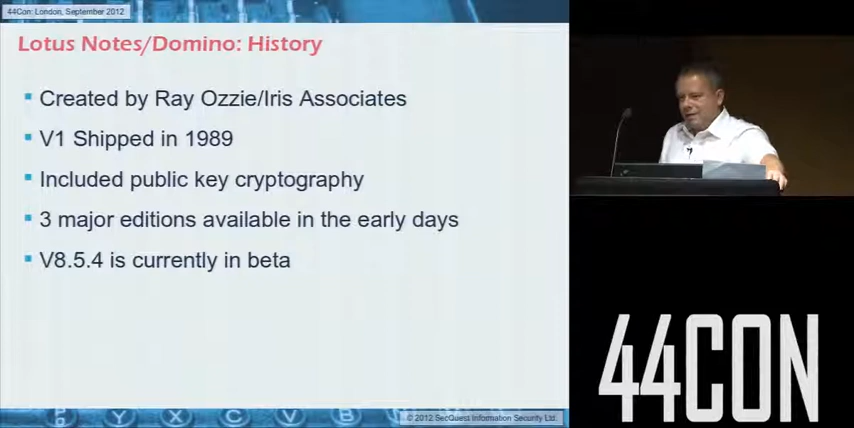 44Con: London, September 2012
Lotus Notes/Domino: History
Created by Ray Ozzie/Iris Associates
V1 Shipped in 1989
Included public key cryptography
3 major editions available in the early days
V8.5.4 is currently in beta
Y X C V B
© 2012 SecQuest Information Security Ltd.
44CON